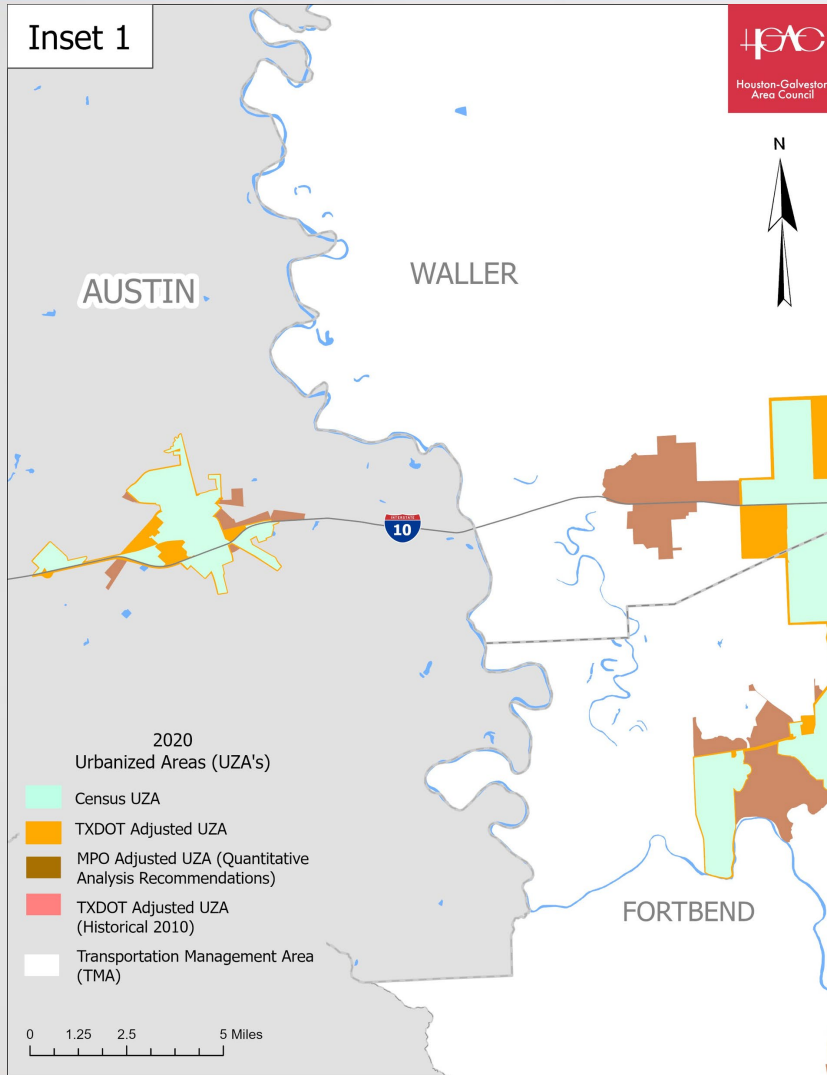 Inset 1
Houston-Galveston
Area Council
N
AUSTIN
WALLER
INTERSTATE
10
2020
Urbanized Areas (UZA's)
Census UZA
TXDOT Adjusted UZA
MPO Adjusted UZA (Quantitative
Analysis Recommendations)
TXDOT Adjusted UZA
(Historical 2010)
Transportation Management Area
(TMA)
FORTBEND
0 1.25 2.5 5 Miles